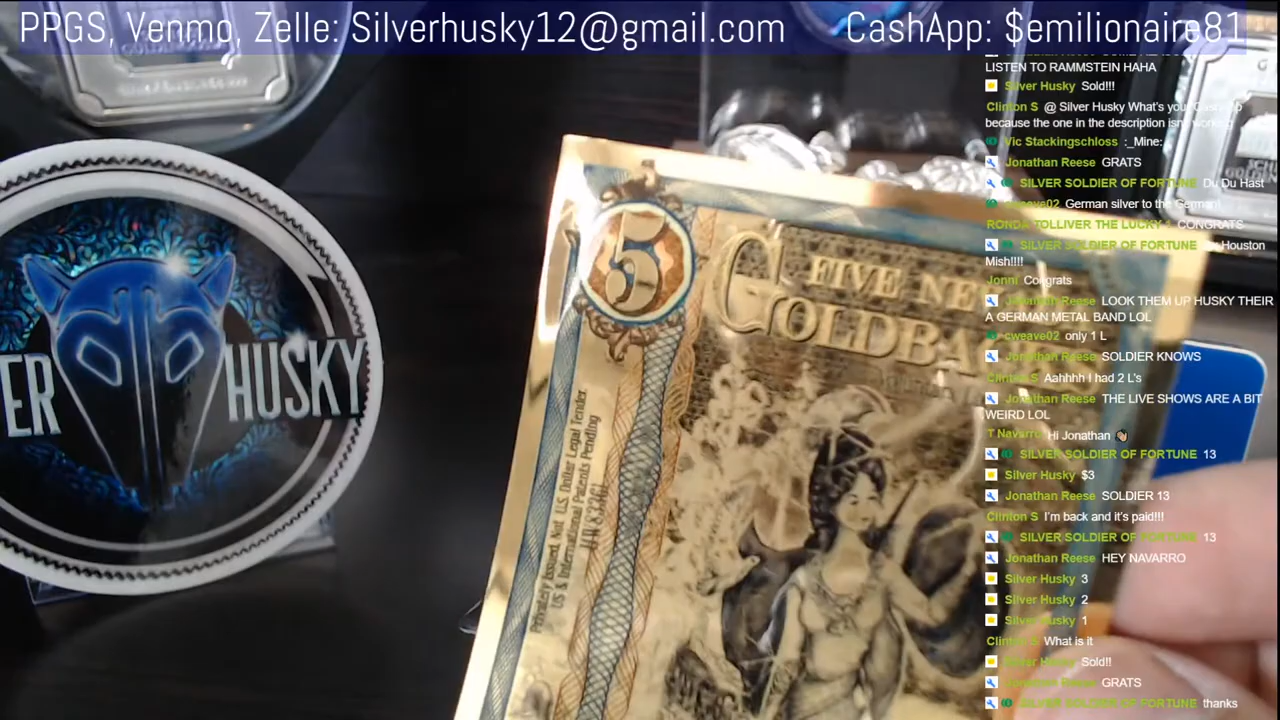 PPGS, Venmo, Zelle: Silverhusky12@gmail.com CashApp: $emilionaire81
LISTEN TO RAMMSTEIN HAHA
Silver Husky Sold!!!
Clinton S @ Silver Husky What's your
because the one in the description isn't working
Vic Stackingschloss :_Mine:
Jonathan Reese GRATS
SILVER SOLDIER OF FORTUNE Du Du Hast
cweave02 German silver to the German!
RONDA TOLLIVER THE LUCKY 1 CONGRATS
SILVER SOLDIER OF FORTUNE Houston
Mish!!!!
Jonni Congrats
Jonathan Reese LOOK THEM UP HUSKY THEIR
A GERMAN METAL BAND LOL
cweave02 only 1 L
Jonathan Reese SOLDIER KNOWS
Clinton S Aahhhh I had 2 L's
Jonathan Reese THE LIVE SHOWS ARE A BIT
WEIRD LOL
T Navarro Hi Jonathan 👋🏽
SILVER SOLDIER OF FORTUNE 13
Silver Husky $3
Jonathan Reese SOLDIER 13
Clinton S I'm back and it's paid!!!
SILVER SOLDIER OF FORTUNE 13
Jonathan Reese HEY NAVARRO
Silver Husky 3
Silver Husky 2
Silver Husky 1
Clinton S What is it
Silver Husky Sold!!
Jonathan Reese GRATS
SILVER SOLDIER OF FORTUNE thanks
ER HUSKY
5
FIVE NE
GOLDBA
Privately Issued, Not U.S. Dollar Legal Tender
US & International Patents Pending